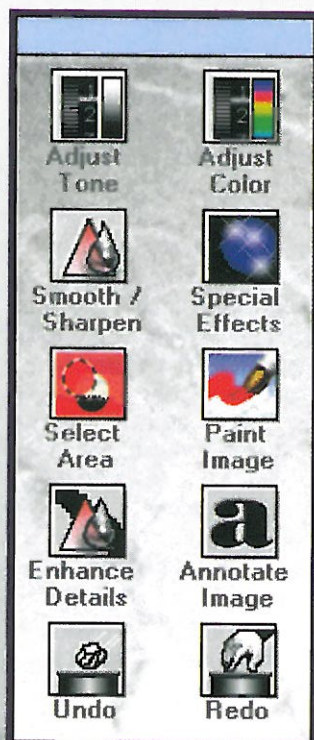 Adjust
Tone
Adjust
Color
Smooth /
Sharpen
Special
Effects
Select
Area
Paint
Image
Enhance
Details
a
Annotate
Image
Undo
Redo